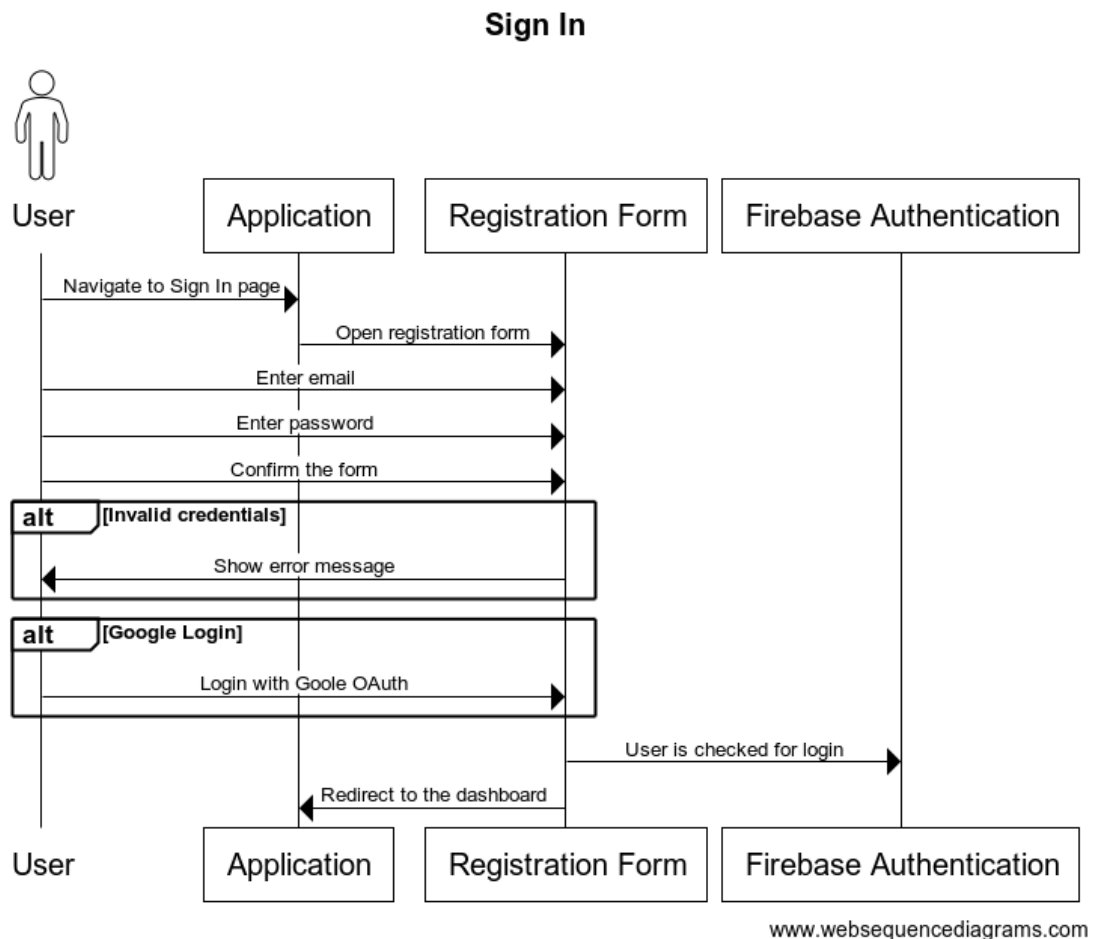 Sign In
User
Application
Registration Form
Firebase Authentication
Navigate to Sign In page
Open registration form
Enter email
Enter password
Confirm the form
alt [Invalid credentials]
Show error message
alt [Google Login]
Login with Goole OAuth
User is checked for login
Redirect to the dashboard
User
Application
Registration Form
Firebase Authentication
www.websequencediagrams.com